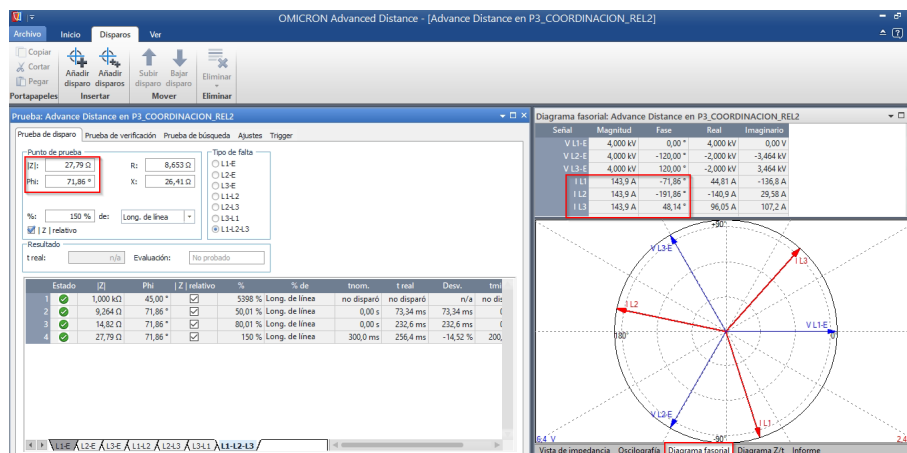 OMICRON Advanced Distance - [Advance Distance en P3_COORDINACION_REL2]
Archivo Inicio Disparos Ver
Copiar
Cortar
Pegar
Añadir disparo
Añadir disparos
Subir disparo
Bajar disparo
Eliminar
Portapapeles Insertar Mover Eliminar
Prueba: Advance Distance en P3_COORDINACION_REL2
Prueba de disparo Prueba de verificación Prueba de búsqueda Ajustes Trigger
Punto de prueba
|Z|: 27,79 Ω R: 8,653 Ω
Phi: 71,86 ° X: 26,41 Ω
%: 150 % de: Long. de línea
| Z | relativo
Tipo de falta
L1-E
L2-E
L3-E
L1-L2
L2-L3
L3-L1
L1-L2-L3
Resultado
t real: n/a Evaluación: No probado
Estado |Z| Phi | Z | relativo % % de tnom. t real Desv. tmi
1 1,000 kΩ 45,00 ° 5398 % Long. de línea no disparó no disparó n/a no dis
2 9,264 Ω 71,86 ° 50,01 % Long. de línea 0,00 s 73,34 ms 73,34 ms
3 14,82 Ω 71,86 ° 80,01 % Long. de línea 0,00 s 232,6 ms 232,6 ms
4 27,79 Ω 71,86 ° 150 % Long. de línea 300,0 ms 256,4 ms -14,52 % 200,
L1-E L2-E L3-E L1-L2 L2-L3 L3-L1 L1-L2-L3
Diagrama fasorial: Advance Distance en P3_COORDINACION_REL2
Señal Magnitud Fase Real Imaginario
V L1-E 4,000 kV 0,00 ° 4,000 kV 0,00 V
V L2-E 4,000 kV -120,00 ° -2,000 kV -3,464 kV
V L3-E 4,000 kV 120,00 ° -2,000 kV 3,464 kV
I L1 143,9 A -71,86 ° 44,81 A -136,8 A
I L2 143,9 A -191,86 ° -140,9 A 29,58 A
I L3 143,9 A 48,14 ° 96,05 A 107,2 A
+90°
V L3-E
I L3
I L2
V L1-E
180°
0°
V L2-E
I L1
-90°
Vista de impedancia Oscilografía Diagrama fasorial Diagrama Z/t Informe